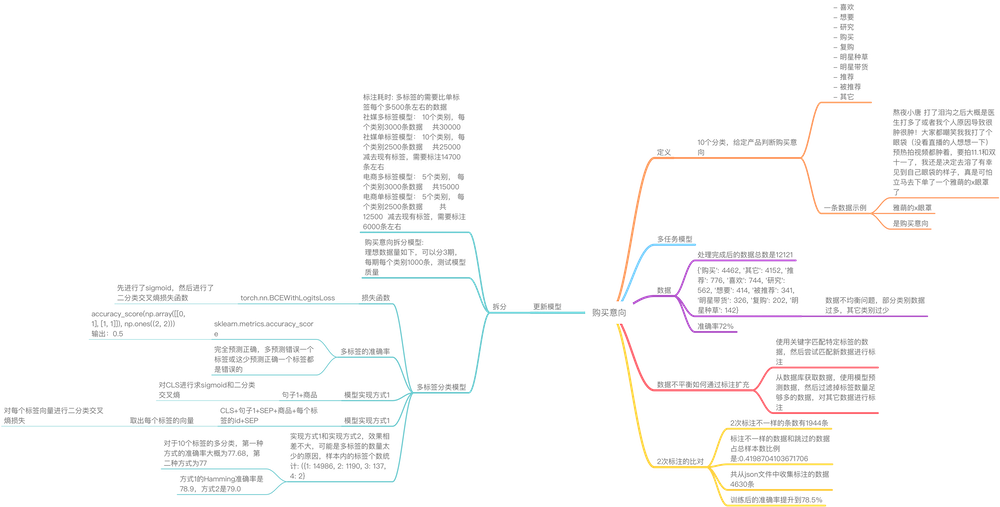 购买意向
定义
10个分类，给定产品判断购买意
向
– 喜欢
– 想要
– 研究
– 购买
– 复购
– 明星种草
– 明星带货
– 推荐
– 被推荐
– 其它
一条数据示例
熬夜小唐 打了泪沟之后大概是医
生打多了或者我个人原因导致很
肿很肿！大家都嘲笑我我打了个
眼袋（没看直播的人想想一下）
预热拍视频都肿着，要拍11.1和双
十一了，我还是决定去溶了有幸
见到自己眼袋的样子，真是可怕
立马去下单了一个雅萌的x眼罩
了
雅萌的x眼罩
是购买意向
多任务模型
数据
处理完成后的数据总数是12121
{'购买': 4462, '其它': 4152, '推
荐': 776, '喜欢': 744, '研究':
562, '想要': 414, '被推荐': 341,
'明星带货': 326, '复购': 202, '明
星种草': 142}
数据不均衡问题，部分类别数据
过多，其它类别过少
准确率72%
数据不平衡如何通过标注扩充
使用关键字匹配特定标签的数
据，然后尝试匹配新数据进行标
注
从数据库获取数据，使用模型预
测数据，然后过滤掉标签数量足
够多的数据，对其它数据进行标
注
2次标注的比对
2次标注不一样的条数有1944条
标注不一样的数据和跳过的数据
占总样本数比例
是:0.4198704103671706
共从json文件中收集标注的数据
4630条
训练后的准确率提升到78.5%
更新模型
拆分
标注耗时: 多标签的需要比单标
签每个多500条左右的数据
社媒多标签模型： 10个类别，每
个类别3000条数据 共30000
社媒单标签模型： 10个类别，每
个类别2500条数据 共25000
减去现有标签，需要标注14700
条左右
电商多标签模型： 5个类别， 每
个类别3000条数据 共15000
电商单标签模型： 5个类别， 每
个类别2500条数据 共
12500 减去现有标签，需要标注
6000条左右
购买意向拆分模型:
理想数据量如下，可以分3期，
每期每个类别1000条，测试模型
质量
多标签分类模型
损失函数
torch.nn.BCEWithLogitsLoss
先进行了sigmoid，然后进行了
二分类交叉熵损失函数
多标签的准确率
sklearn.metrics.accuracy_scor
e
accuracy_score(np.array([[0,
1], [1, 1]]), np.ones((2, 2)))
输出：0.5
完全预测正确，多预测错误一个
标签或这少预测正确一个标签都
是错误的
模型实现方式1
句子1+商品
对CLS进行求sigmoid和二分类
交叉熵
模型实现方式1
CLS+句子1+SEP+商品+每个标
签的id+SEP
取出每个标签的向量
对每个标签向量进行二分类交叉
熵损失
实现方式1和实现方式2，效果相
差不大，可能是多标签的数量太
少的原因，样本内的标签个数统
计: ({1: 14986, 2: 1190, 3: 137,
4: 2}
对于10个标签的多分类，第一种
方式的准确率大概为77.68，第
二种方式为77
方式1的Hamming准确率是
78.9，方式2是79.0